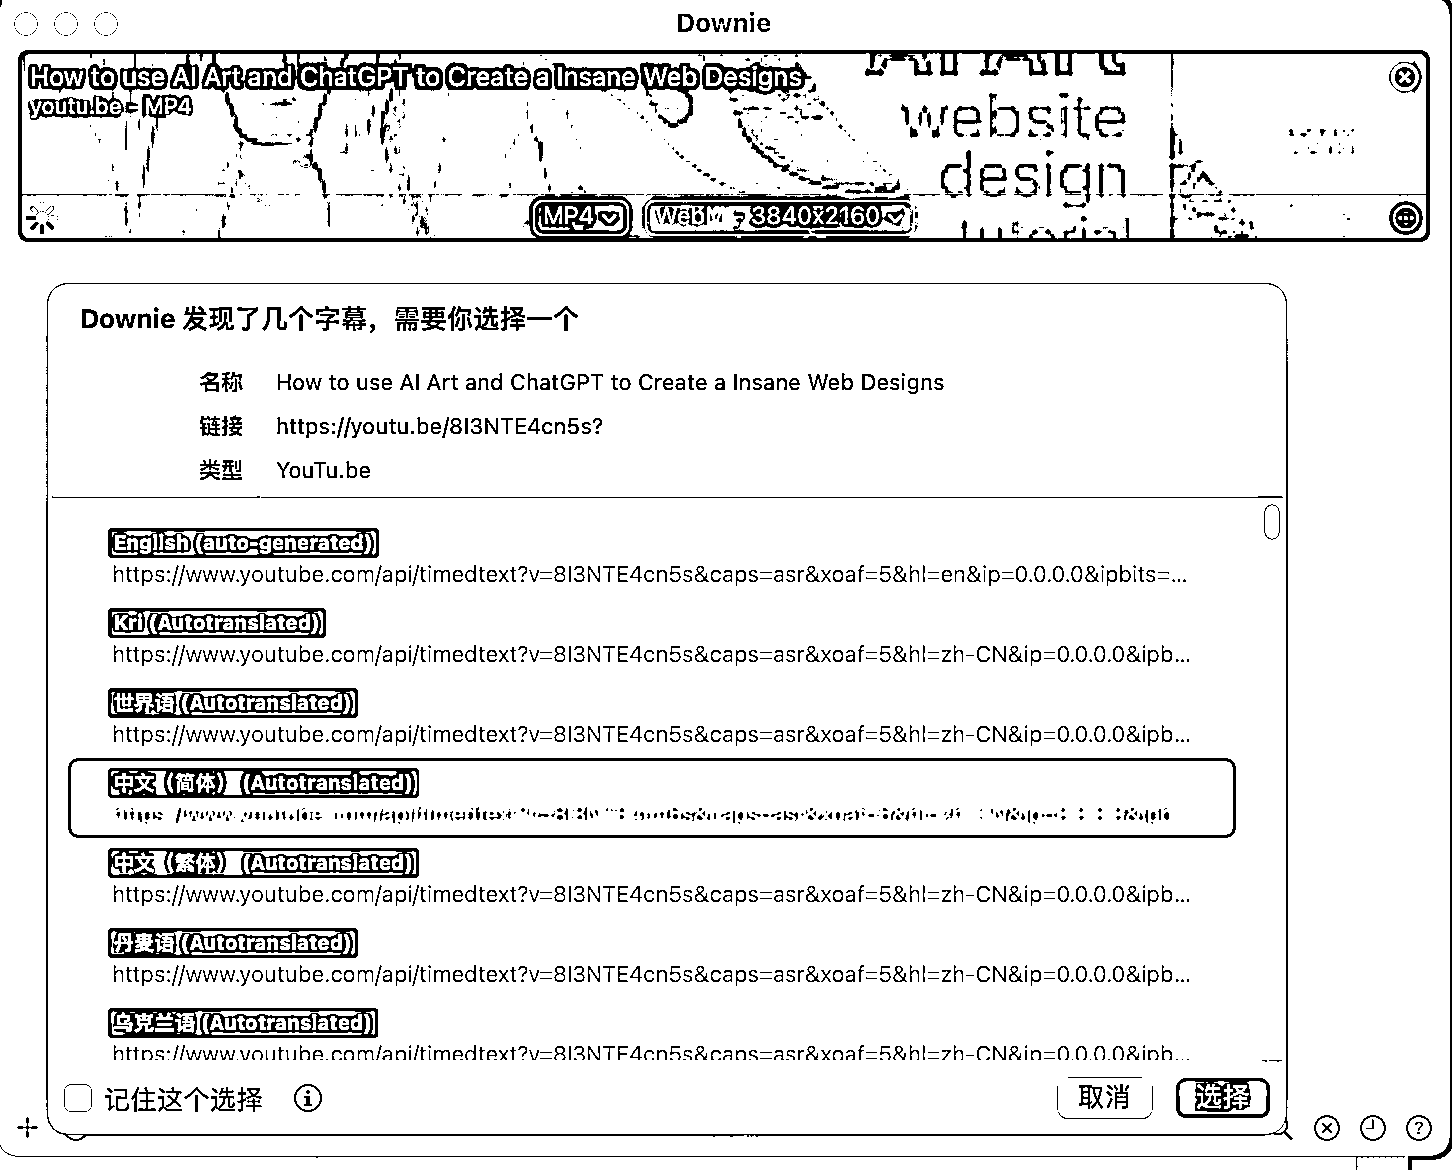 Downie
How to use AI Art and ChatGPT to Create a Insane Web Designs
youtu.be - MP4
AI Art
website
design
tutorial
MP4
WebM - 3840x2160
Downie 发现了几个字幕，需要你选择一个
名称 How to use AI Art and ChatGPT to Create a Insane Web Designs
链接 https://youtu.be/8I3NTE4cn5s?
类型 YouTu.be
English (auto-generated)
https://www.youtube.com/api/timedtext?v=8I3NTE4cn5s&caps=asr&xoaf=5&hl=en&ip=0.0.0.0&ipbits=...
Kri (Autotranslated)
https://www.youtube.com/api/timedtext?v=8I3NTE4cn5s&caps=asr&xoaf=5&hl=zh-CN&ip=0.0.0.0&ipb...
世界语 (Autotranslated)
https://www.youtube.com/api/timedtext?v=8I3NTE4cn5s&caps=asr&xoaf=5&hl=zh-CN&ip=0.0.0.0&ipb...
中文（简体） (Autotranslated)
中文（繁体） (Autotranslated)
https://www.youtube.com/api/timedtext?v=8I3NTE4cn5s&caps=asr&xoaf=5&hl=zh-CN&ip=0.0.0.0&ipb...
丹麦语 (Autotranslated)
https://www.youtube.com/api/timedtext?v=8I3NTE4cn5s&caps=asr&xoaf=5&hl=zh-CN&ip=0.0.0.0&ipb...
乌克兰语 (Autotranslated)
https://www.youtube.com/api/timedtext?v=8I3NTE4cn5s&caps=asr&xoaf=5&hl=zh-CN&ip=0.0.0.0&ipb...
记住这个选择
取消
选择